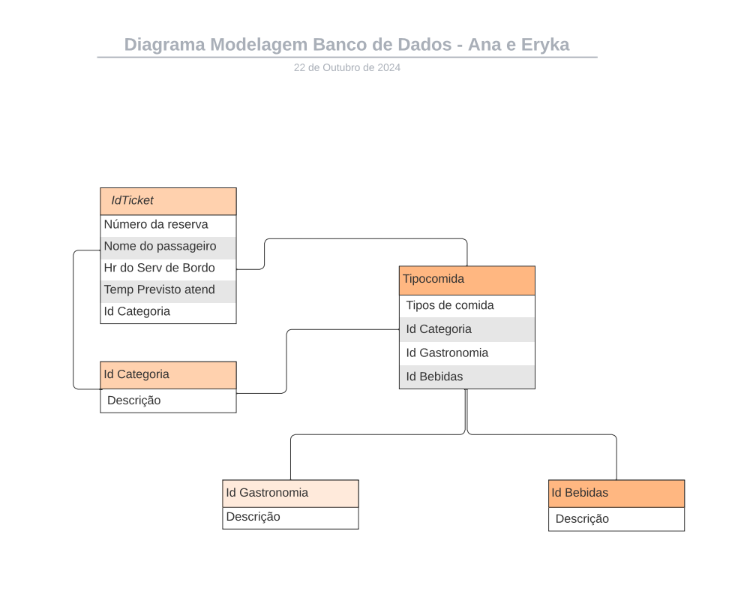 Diagrama Modelagem Banco de Dados - Ana e Eryka
22 de Outubro de 2024
IdTicket
Número da reserva
Nome do passageiro
Hr do Serv de Bordo
Temp Previsto atend
Id Categoria
Tipocomida
Tipos de comida
Id Categoria
Id Gastronomia
Id Bebidas
Id Categoria
Descrição
Id Gastronomia
Descrição
Id Bebidas
Descrição